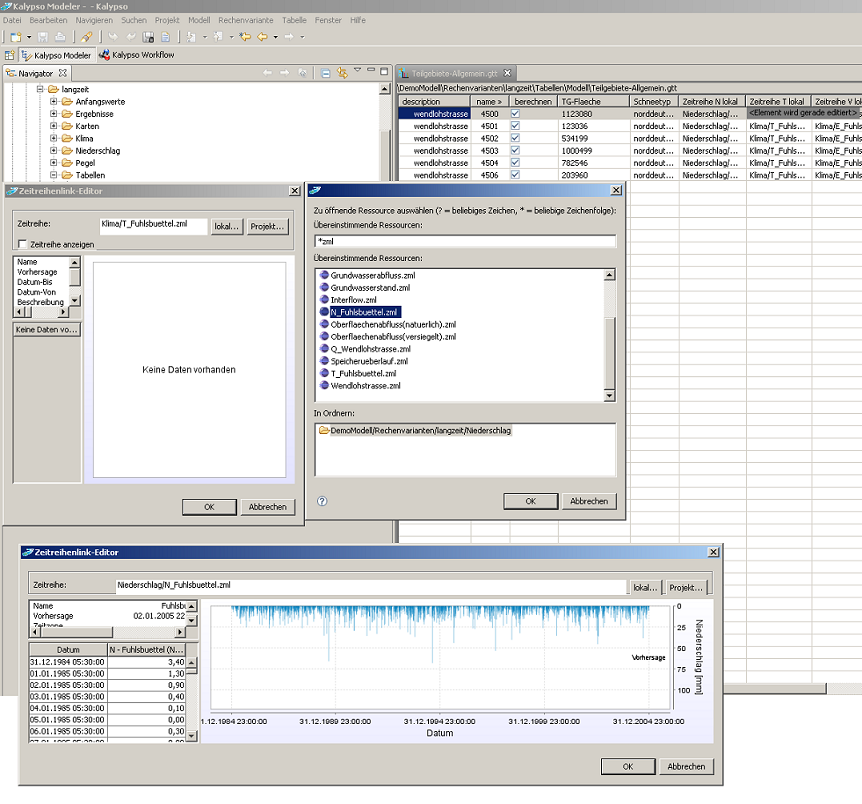 Kalypso Modeler - - Kalypso
Datei Bearbeiten Navigieren Suchen Projekt Modell Rechenvariante Tabelle Fenster Hilfe
Kalypso Modeler Kalypso Workflow
Navigator
langzeit
Anfangswerte
Ergebnisse
Karten
Klima
Niederschlag
Pegel
Tabellen
Teilgebiete-Allgemein.gtt
\DemoModell\Rechenvarianten\langzeit\Tabellen\Modell\Teilgebiete-Allgemein.gtt
description name > berechnen TG-Flaeche Schneetyp Zeitreihe N lokal Zeitreihe T lokal Zeitreihe V lo
wendlohstrasse 4500 1123080 norddeut... Niederschlag/... <Element wird gerade editiert>
wendlohstrasse 4501 123036 norddeut... Niederschlag/... Klima/T_Fuhls... Klima/E_Fuhls
wendlohstrasse 4502 534199 norddeut... Niederschlag/... Klima/T_Fuhls... Klima/E_Fuhls
wendlohstrasse 4503 1000499 norddeut... Niederschlag/... Klima/T_Fuhls... Klima/E_Fuhls
wendlohstrasse 4504 782546 norddeut... Niederschlag/... Klima/T_Fuhls... Klima/E_Fuhls
wendlohstrasse 4506 203960 norddeut... Niederschlag/... Klima/T_Fuhls... Klima/E_Fuhls
Zeitreihenlink-Editor
Zeitreihe: Klima/T_Fuhlsbuettel.zml lokal... Projekt...
Zeitreihe anzeigen
Name
Vorhersage
Datum-Bis
Datum-Von
Beschreibung
Keine Daten vo...
Keine Daten vorhanden
OK Abbrechen
Zu öffnende Ressource auswählen (? = beliebiges Zeichen, * = beliebige Zeichenfolge):
Übereinstimmende Ressourcen:
*zml
Übereinstimmende Ressourcen:
Grundwasserabfluss.zml
Grundwasserstand.zml
Interflow.zml
N_Fuhlsbuettel.zml
Oberflaechenabfluss(natuerlich).zml
Oberflaechenabfluss(versiegelt).zml
Q_Wendlohstrasse.zml
Speicherueberlauf.zml
T_Fuhlsbuettel.zml
Wendlohstrasse.zml
In Ordnern:
DemoModell/Rechenvarianten/langzeit/Niederschlag
OK Abbrechen
Zeitreihenlink-Editor
Zeitreihe: Niederschlag/N_Fuhlsbuettel.zml lokal... Projekt...
Name Fuhlsbu
Vorhersage 02.01.2005 22
Zeitzone
Datum N - Fuhlsbuettel (N...
31.12.1984 05:30:00 3,40
01.01.1985 05:30:00 1,30
02.01.1985 05:30:00 0,90
03.01.1985 05:30:00 0,40
04.01.1985 05:30:00 0,10
05.01.1985 05:30:00 0,00
06.01.1985 05:30:00 0,30
0
25
50
75
100
Niederschlag [mm]
Vorhersage
1.12.1984 23:00:00 31.12.1989 23:00:00 31.12.1994 23:00:00 31.12.1999 23:00:00 31.12.2004 23:00:00
Datum
OK Abbrechen